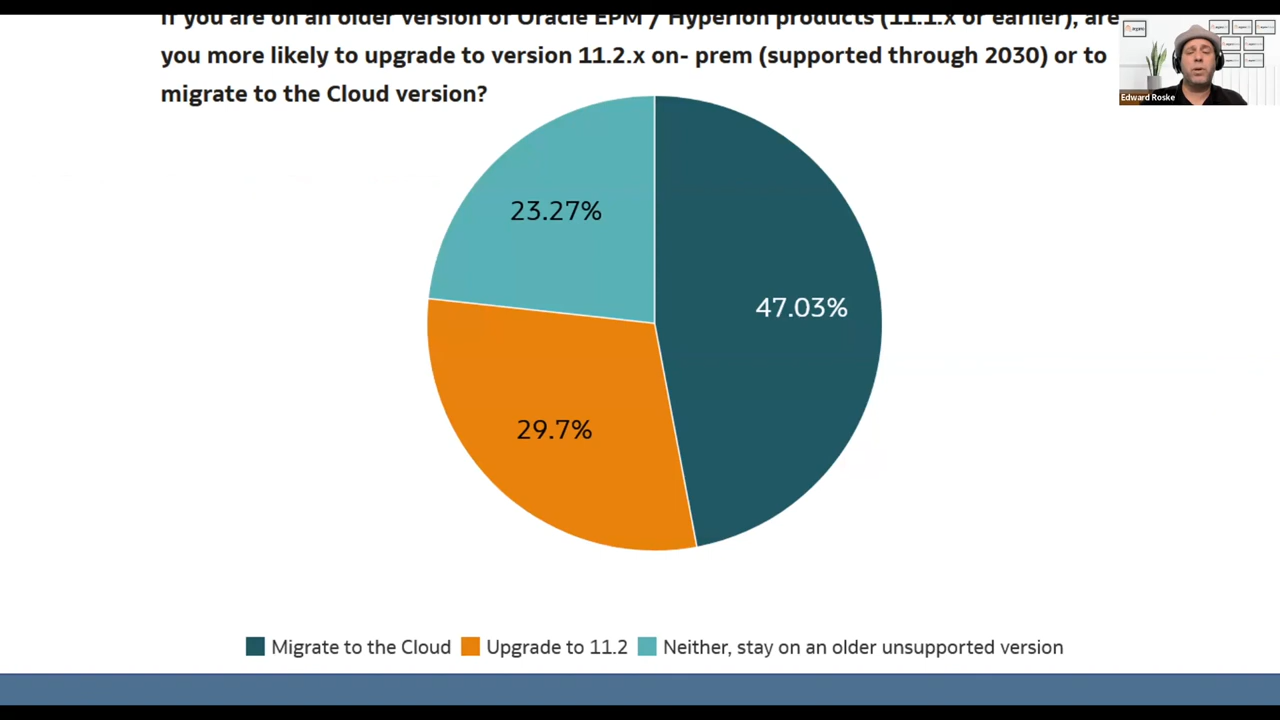 If you are on an older version of Oracle EPM / Hyperion products (11.1.x or earlier), are
you more likely to upgrade to version 11.2.x on- prem (supported through 2030) or to
migrate to the Cloud version?
Edward Roske
23.27%
47.03%
29.7%
Migrate to the Cloud Upgrade to 11.2 Neither, stay on an older unsupported version